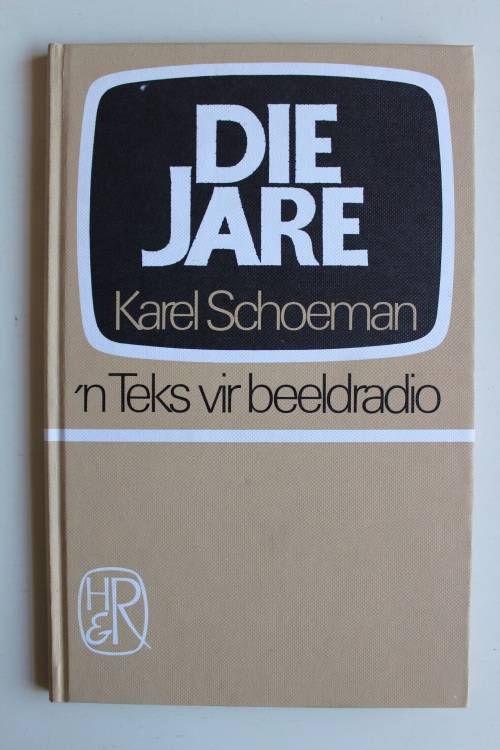 DIE
JARE
Karel Schoeman
'n Teks vir beeldradio
H
&R